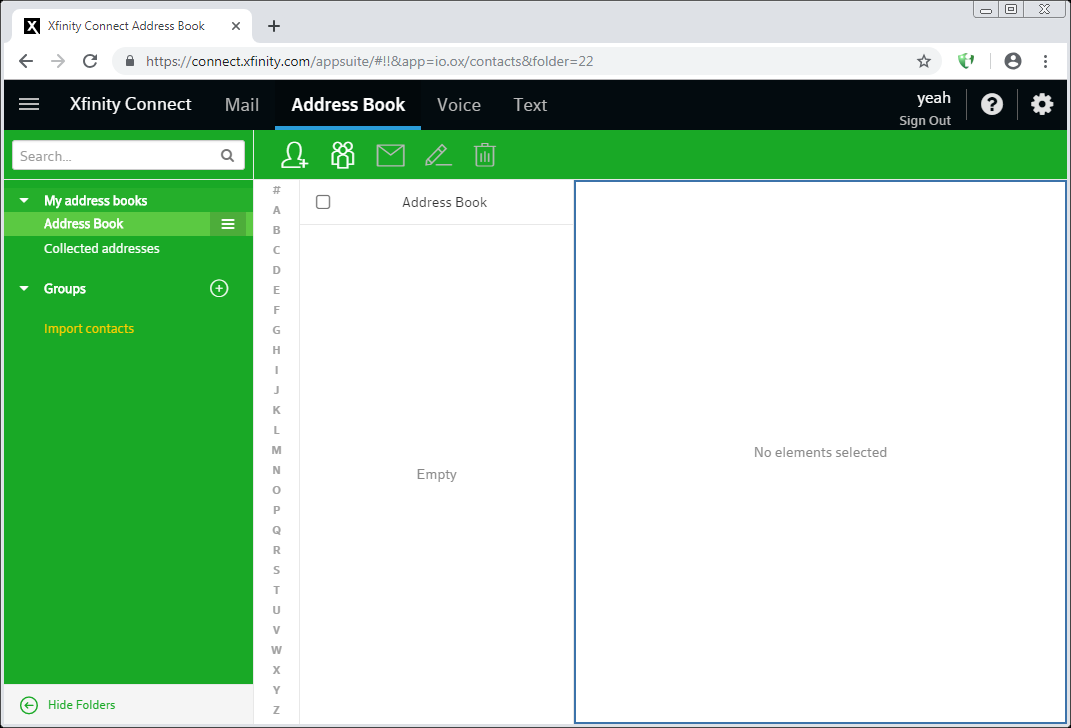 X Xfinity Connect Address Book
https://connect.xfinity.com/appsuite/#!!&app=io.ox/contacts&folder=22
Xfinity Connect Mail Address Book Voice Text
yeah
Sign Out
?
Search...
My address books
Address Book
Collected addresses
Groups
Import contacts
Hide Folders
#
A
B
C
D
E
F
G
H
I
J
K
L
M
N
O
P
Q
R
S
T
U
V
W
X
Y
Z
Address Book
Empty
No elements selected